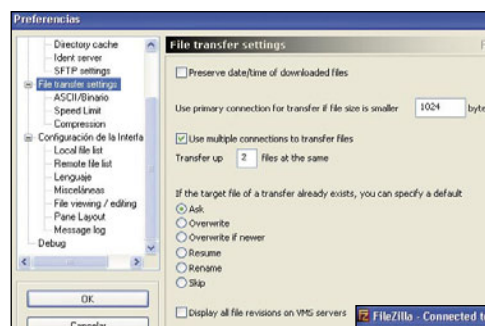 Preferencias
Directory cache
Ident server
SFTP settings
File transfer settings
ASCII/Binario
Speed Limit
Compression
Configuración de la Interfa
Local file list
Remote file list
Lenguaje
Misceláneas
File viewing / editing
Pane Layout
Message log
Debug
OK
Cancelar
File transfer settings
Preserve date/time of downloaded files
Use primary connection for transfer if file size is smaller 1024 byte
Use multiple connections to transfer files
Transfer up 2 files at the same
If the target file of a transfer already exists, you can specify a default
Ask
Overwrite
Overwrite if newer
Resume
Rename
Skip
Display all file revisions on VMS servers
FileZilla - Connected to